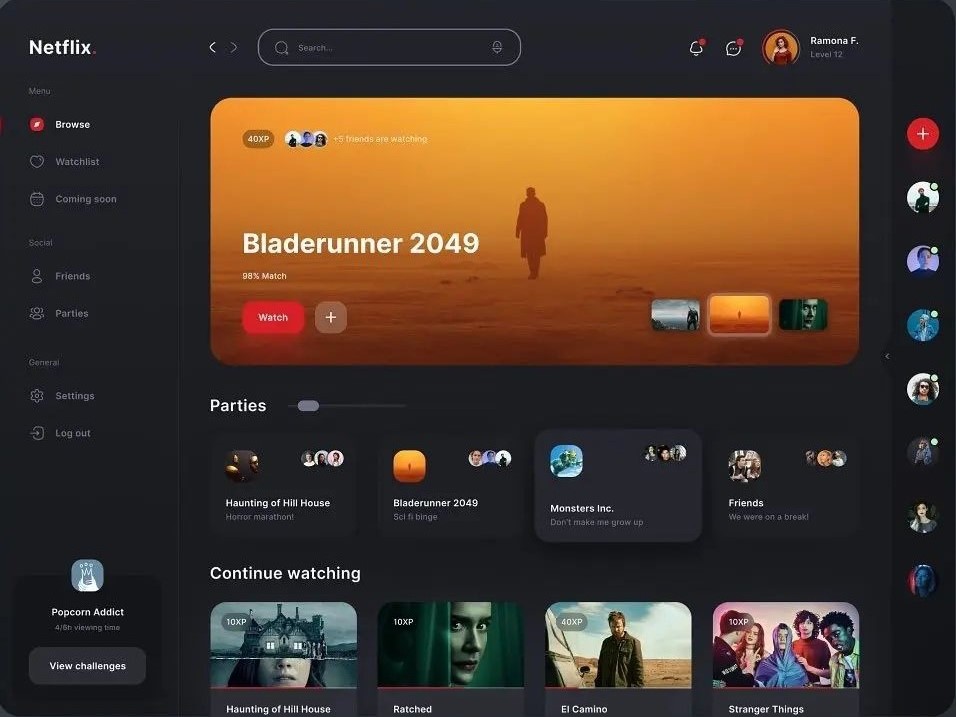 Netflix.
Search...
Ramona F.
Level 12
Menu
Browse
Watchlist
Coming soon
Social
Friends
Parties
General
Settings
Log out
Popcorn Addict
4/6h viewing time
View challenges
40XP
+5 friends are watching
Bladerunner 2049
98% Match
Watch
Parties
Haunting of Hill House
Horror marathon!
Bladerunner 2049
Sci fi binge
Monsters Inc.
Don't make me grow up
Friends
We were on a break!
Continue watching
10XP
Haunting of Hill House
10XP
Ratched
40XP
El Camino
10XP
Stranger Things